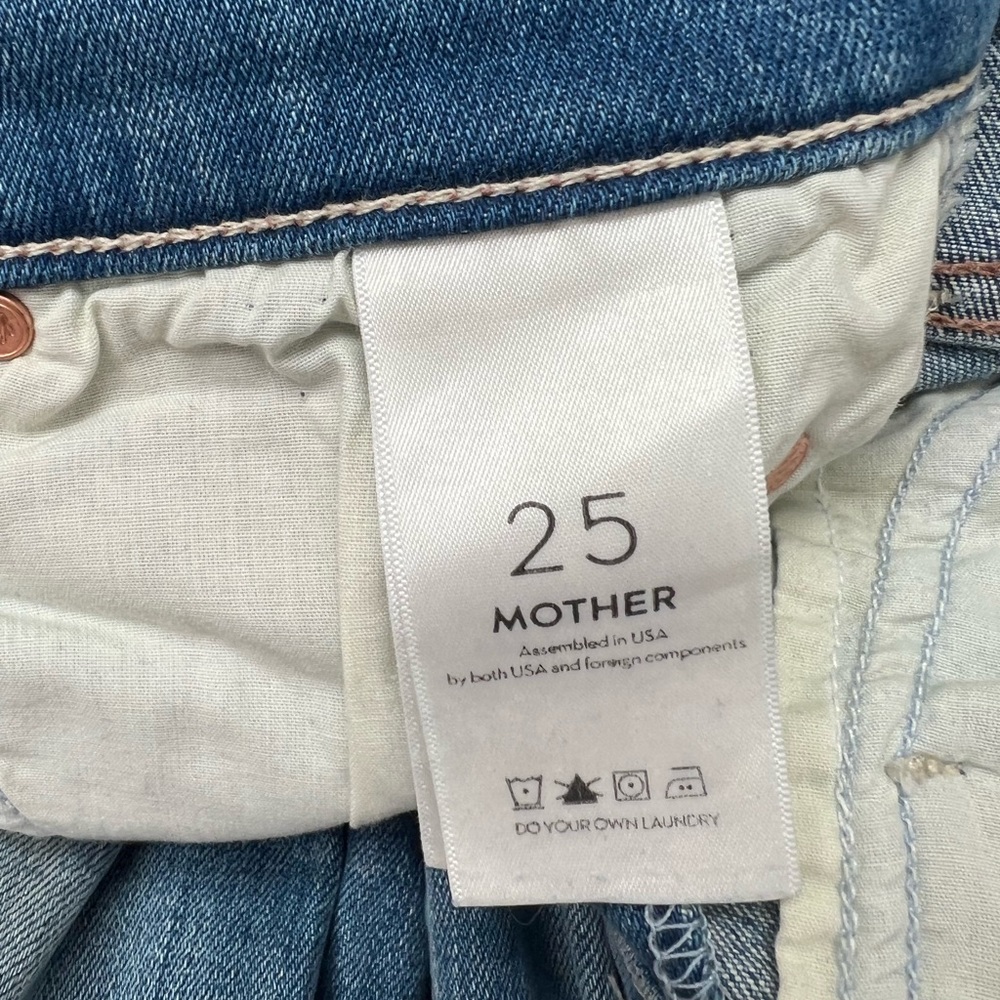 25
MOTHER
Assembled in USA
by both USA and foreign components
DO YOUR OWN LAUNDRY